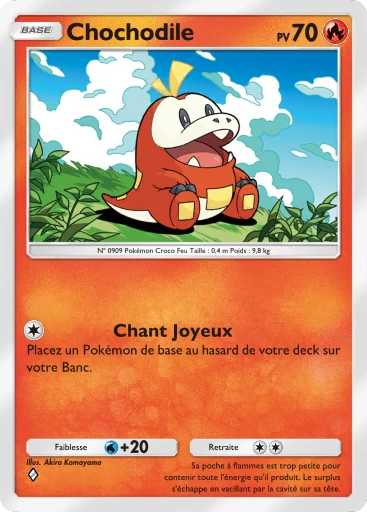 BASE Chochodile PV 70
N° 0909 Pokémon Croco Feu Taille : 0,4 m Poids : 9,8 kg
Chant Joyeux
Placez un Pokémon de base au hasard de votre deck sur
votre Banc.
Faiblesse +20 Retraite
Illus. Akira Komayama
Sa poche à flammes est trop petite pour
contenir toute l'énergie qu'il produit. Le surplus
s'échappe en vacillant par la cavité sur sa tête.